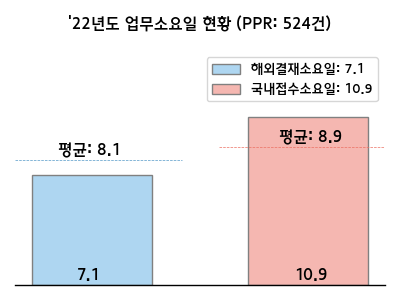 '22년도 업무소요일 현황 (PPR: 524건)
해외결재소요일: 7.1
국내접수소요일: 10.9
평균: 8.1
평균: 8.9
7.1
10.9